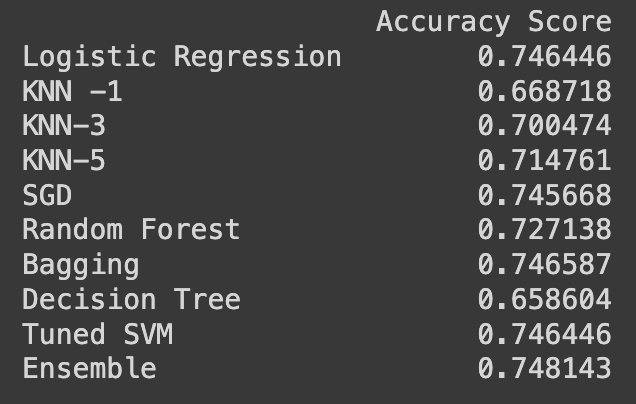 Accuracy Score
Logistic Regression 0.746446
KNN -1 0.668718
KNN-3 0.700474
KNN-5 0.714761
SGD 0.745668
Random Forest 0.727138
Bagging 0.746587
Decision Tree 0.658604
Tuned SVM 0.746446
Ensemble 0.748143